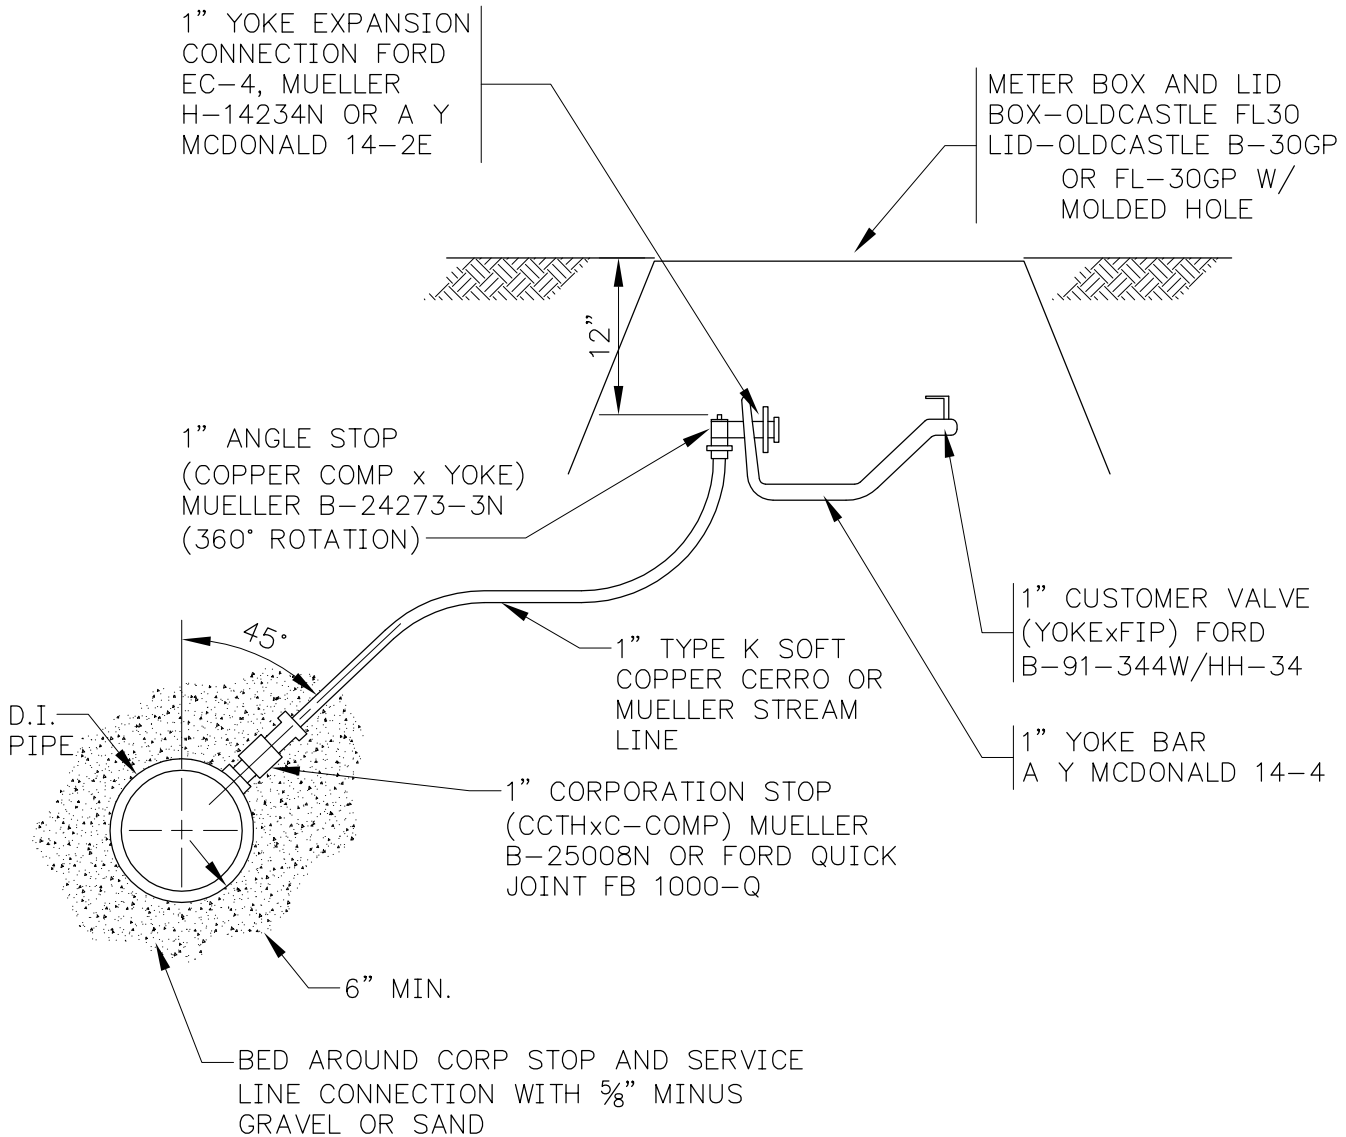 1” YOKE EXPANSION
CONNECTION FORD
EC-4, MUELLER
H-14234N OR A Y
MCDONALD 14-2E
METER BOX AND LID
BOX-OLDCASTLE FL30
LID-OLDCASTLE B-30GP
OR FL-30GP W/
MOLDED HOLE
12”
1” ANGLE STOP
(COPPER COMP x YOKE)
MUELLER B-24273-3N
(360° ROTATION)
1” CUSTOMER VALVE
(YOKExFIP) FORD
B-91-344W/HH-34
45°
1” TYPE K SOFT
COPPER CERRO OR
MUELLER STREAM
LINE
D.I.
PIPE
1” YOKE BAR
A Y MCDONALD 14-4
1” CORPORATION STOP
(CCTHxC-COMP) MUELLER
B-25008N OR FORD QUICK
JOINT FB 1000-Q
6” MIN.
BED AROUND CORP STOP AND SERVICE
LINE CONNECTION WITH ⅝” MINUS
GRAVEL OR SAND